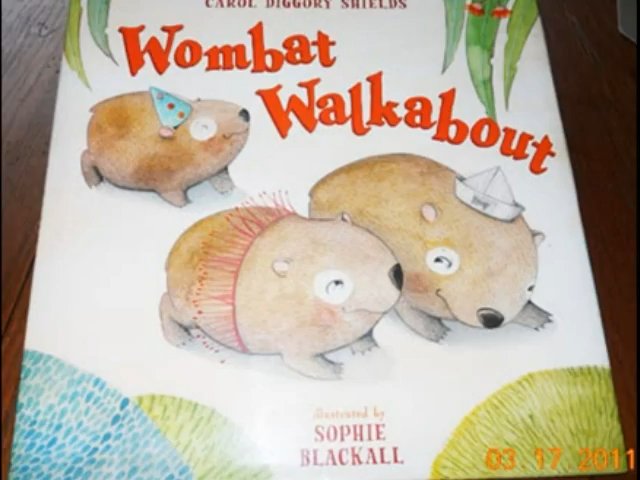 CAROL DIGGORY SHIELDS
Wombat
Walkabout
illustrated by
SOPHIE
BLACKALL
03.17.2011